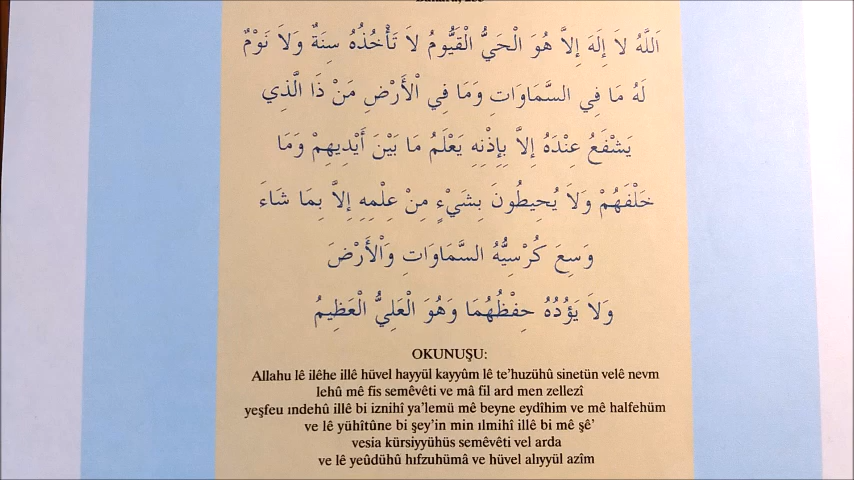 اَللَّهُ لاَ إِلَهَ إِلاَّ هُوَ الْحَيُّ الْقَيُّومُ لاَ تَأْخُذُهُ سِنَةٌ وَلاَ نَوْمٌ
لَهُ مَا فِي السَّمَاوَاتِ وَمَا فِي الْأَرْضِ مَنْ ذَا الَّذِي
يَشْفَعُ عِنْدَهُ إِلاَّ بِإِذْنِهِ يَعْلَمُ مَا بَيْنَ أَيْدِيهِمْ وَمَا
خَلْفَهُمْ وَلاَ يُحِيطُونَ بِشَيْءٍ مِنْ عِلْمِهِ إِلاَّ بِمَا شَاءَ
وَسِعَ كُرْسِيُّهُ السَّمَاوَاتِ وَالْأَرْضَ
وَلاَ يَؤُدُهُ حِفْظُهُمَا وَهُوَ الْعَلِيُّ الْعَظِيمُ
OKUNUŞU:
Allahu lê ilêhe illê hüvel hayyül kayyûm lê te'huzühû sinetün velê nevm
lehû mê fis semêvêti ve mâ fil ard men zellezî
yeşfeu ındehû illê bi iznihî ya'lemü mê beyne eydîhim ve mê halfehüm
ve lê yühîtûne bi şey'in min ılmihî illê bi mê şê'
vesia kürsiyyühüs semêvêti vel arda
ve lê yeûdühû hıfzuhümâ ve hüvel alıyyül azîm